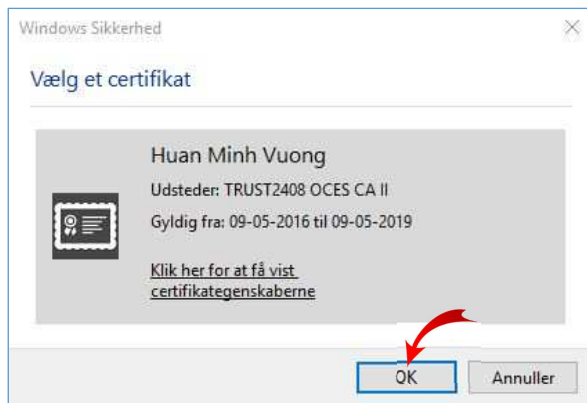 Windows Sikkerhed
Vælg et certifikat
Huan Minh Vuong
Udsteder: TRUST2408 OCES CA II
Gyldig fra: 09-05-2016 til 09-05-2019
Klik her for at få vist
certifikategenskaberne
OK
Annuller